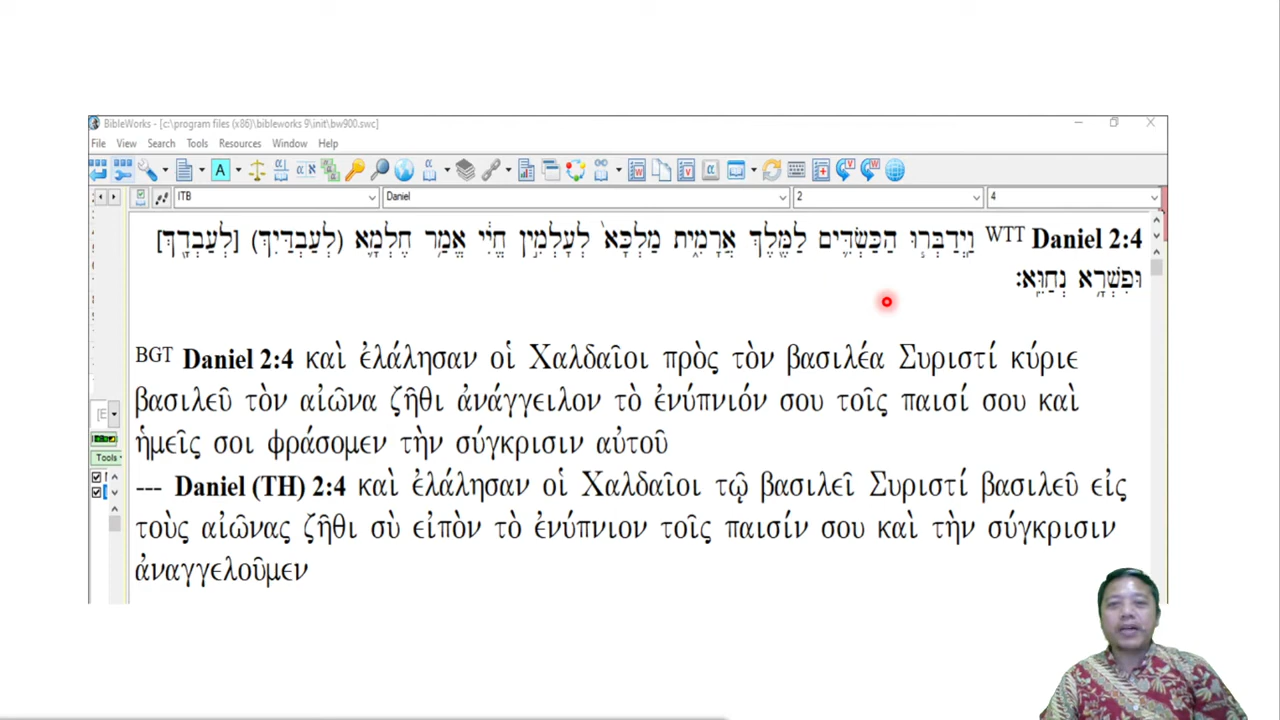 BibleWorks - [c:\program files (x86)\bibleworks 9\init\bw900.swc]
File View Search Tools Resources Window Help
ITB Daniel 2 4
WTT Daniel 2:4 וַֽיְדַבְּר֧וּ הַכַּשְׂדִּ֛ים לַמֶּ֖לֶךְ אֲרָמִ֑ית מַלְכָּא֙ לְעָלְמִ֣ין חֱיִ֔י אֱמַ֥ר חֶלְמָ֛א (לְעַבְדַּיִךְ) [לְעַבְדָ֖ךְ]
וּפִשְׁרָ֥א נְחַוֵּֽא׃
BGT Daniel 2:4 καὶ ἐλάλησαν οἱ Χαλδαῖοι πρὸς τὸν βασιλέα Συριστί κύριε
βασιλεῦ τὸν αἰῶνα ζῆθι ἀνάγγειλον τὸ ἐνύπνιόν σου τοῖς παισί σου καὶ
ἡμεῖς σοι φράσομεν τὴν σύγκρισιν αὐτοῦ
--- Daniel (TH) 2:4 καὶ ἐλάλησαν οἱ Χαλδαῖοι τῷ βασιλεῖ Συριστί βασιλεῦ εἰς
τοὺς αἰῶνας ζῆθι σὺ εἰπὸν τὸ ἐνύπνιον τοῖς παισίν σου καὶ τὴν σύγκρισιν
ἀναγγελοῦμεν
Tools